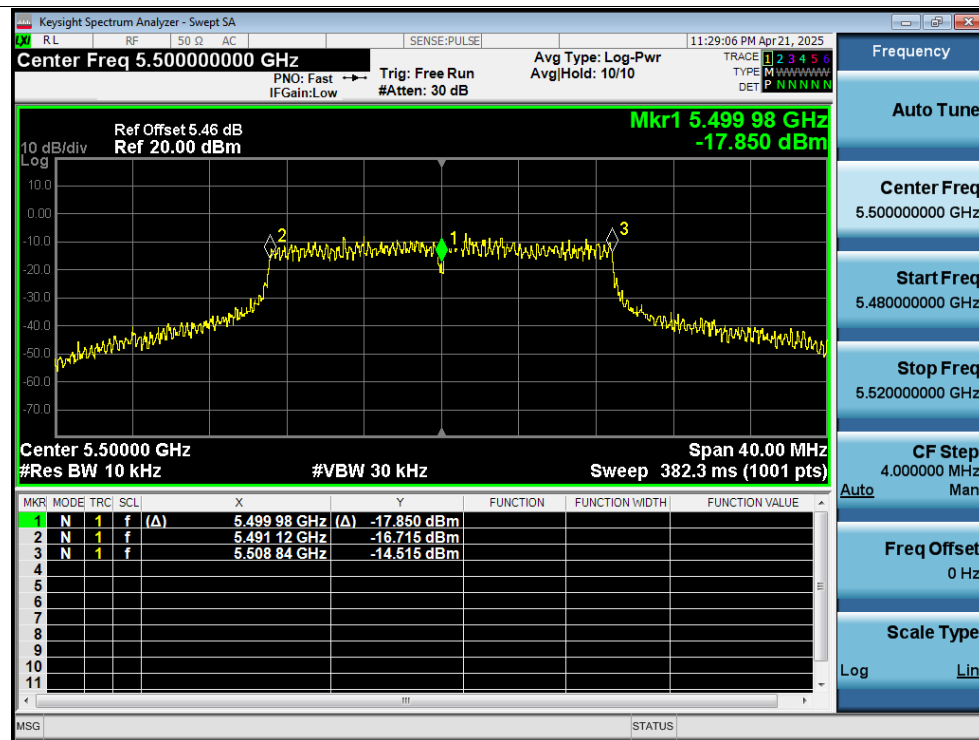 Keysight Spectrum Analyzer - Swept SA
LXI RL RF 50 Ω AC SENSE:PULSE 11:29:06 PM Apr 21, 2025
Center Freq 5.500000000 GHz
PNO: Fast
IFGain:Low
Trig: Free Run
#Atten: 30 dB
Avg Type: Log-Pwr
Avg|Hold: 10/10
TRACE 1 2 3 4 5 6
TYPE M WWWWW
DET P N N N N N
Mkr1 5.499 98 GHz
-17.850 dBm
Ref Offset 5.46 dB
10 dB/div Ref 20.00 dBm
Log
10.0
0.00
-10.0
-20.0
-30.0
-40.0
-50.0
-60.0
-70.0
2 1 3
Center 5.50000 GHz Span 40.00 MHz
#Res BW 10 kHz #VBW 30 kHz Sweep 382.3 ms (1001 pts)
MKR MODE TRC SCL X Y FUNCTION FUNCTION WIDTH FUNCTION VALUE
1 N 1 f (Δ) 5.499 98 GHz (Δ) -17.850 dBm
2 N 1 f 5.491 12 GHz -16.715 dBm
3 N 1 f 5.508 84 GHz -14.515 dBm
4
5
6
7
8
9
10
11
MSG STATUS
Frequency
Auto Tune
Center Freq
5.500000000 GHz
Start Freq
5.480000000 GHz
Stop Freq
5.520000000 GHz
CF Step
4.000000 MHz
Auto Man
Freq Offset
0 Hz
Scale Type
Log Lin